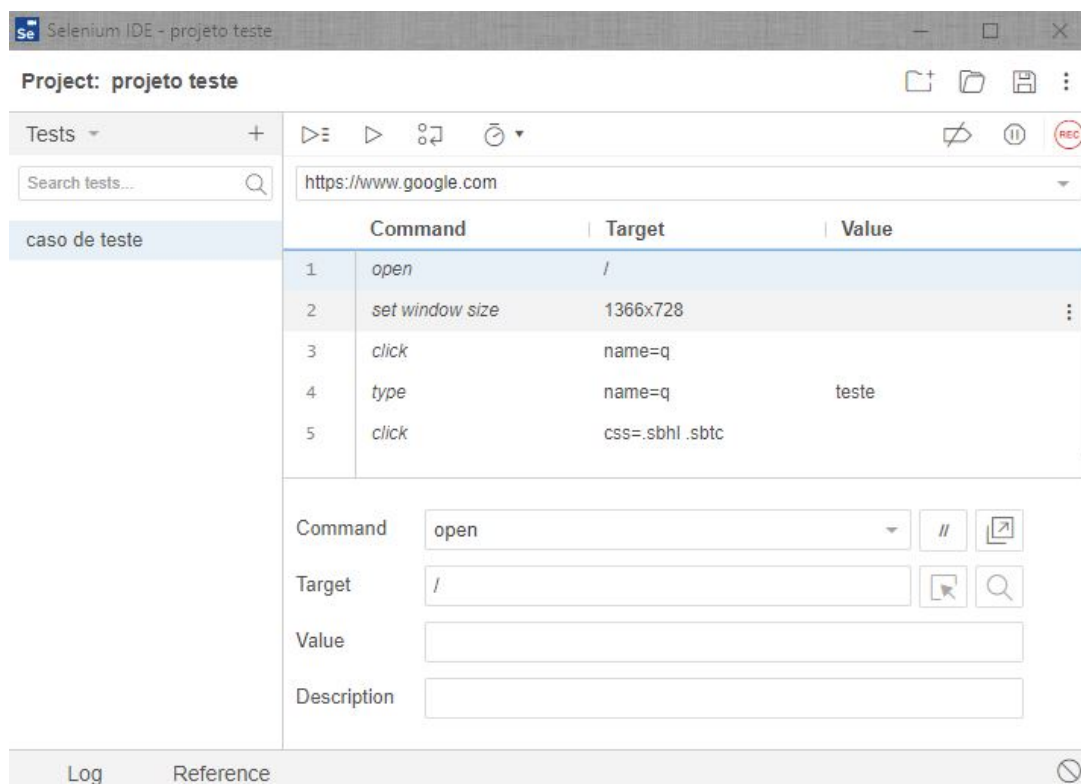 Se Selenium IDE - projeto teste
Project: projeto teste
Tests
Search tests...
caso de teste
REC
https://www.google.com
Command Target Value
1 open /
2 set window size 1366x728
3 click name=q
4 type name=q teste
5 click css=.sbhl .sbtc
Command open //
Target /
Value
Description
Log Reference